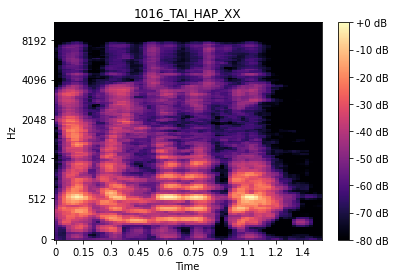 1016_TAI_HAP_XX
+0 dB
8192
-10 dB
4096
-20 dB
-30 dB
2048
Hz
-40 dB
1024
-50 dB
512
-60 dB
-70 dB
0
-80 dB
0 0.15 0.3 0.45 0.6 0.75 0.9 1.1 1.2 1.4
Time